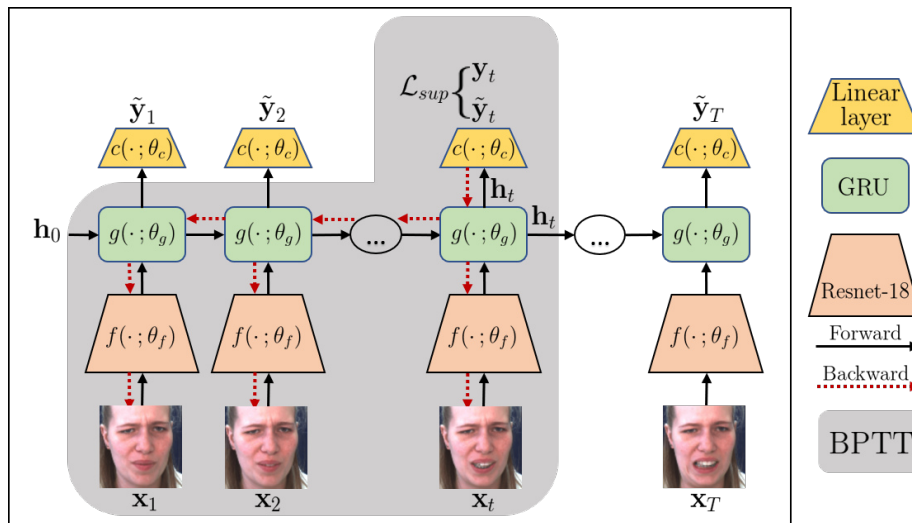 𝓛_sup { 𝐲_t
ỹ_1 ỹ_2 ỹ_t ỹ_T
c(· ; θ_c) c(· ; θ_c) c(· ; θ_c) c(· ; θ_c)
h_t
h_0 g(· ; θ_g) g(· ; θ_g) ... g(· ; θ_g) h_t ... g(· ; θ_g)
f(· ; θ_f) f(· ; θ_f) f(· ; θ_f) f(· ; θ_f)
x_1 x_2 x_t x_T
Linear
layer
GRU
Resnet-18
Forward
Backward
BPTT